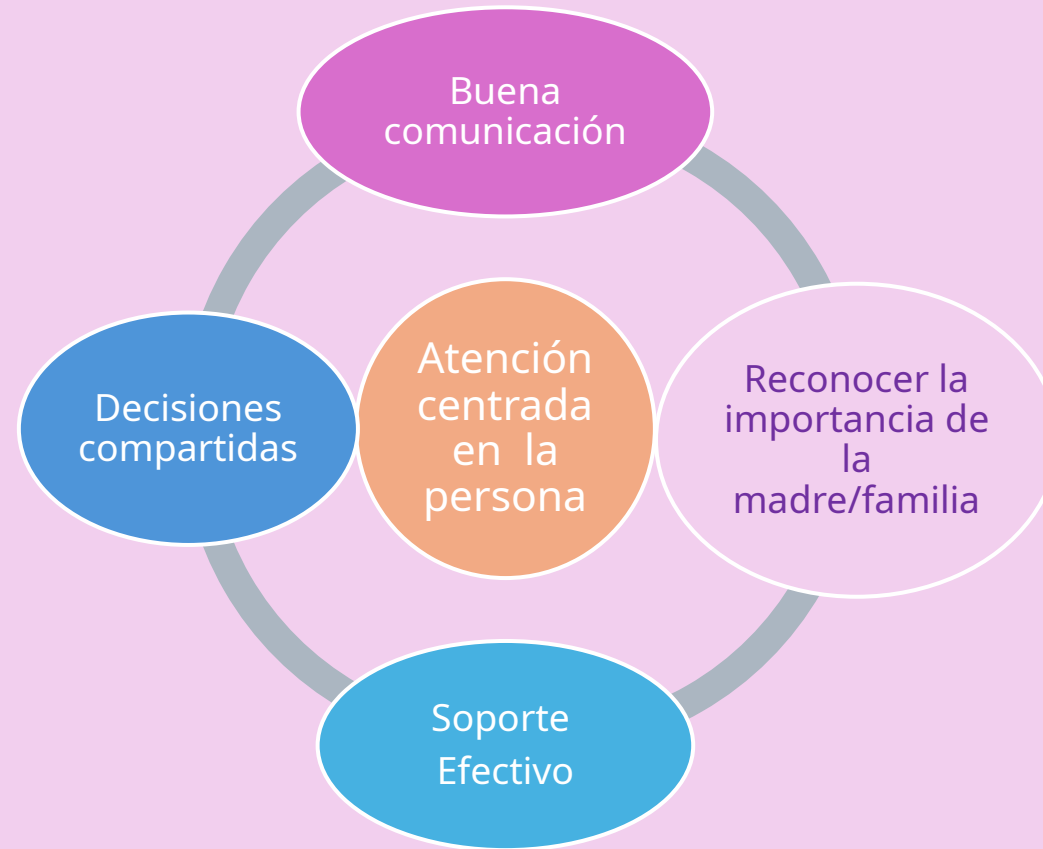 Buena
comunicación
Atención
centrada
en la
persona
Reconocer la
importancia de
la
madre/familia
Decisiones
compartidas
Soporte
Efectivo